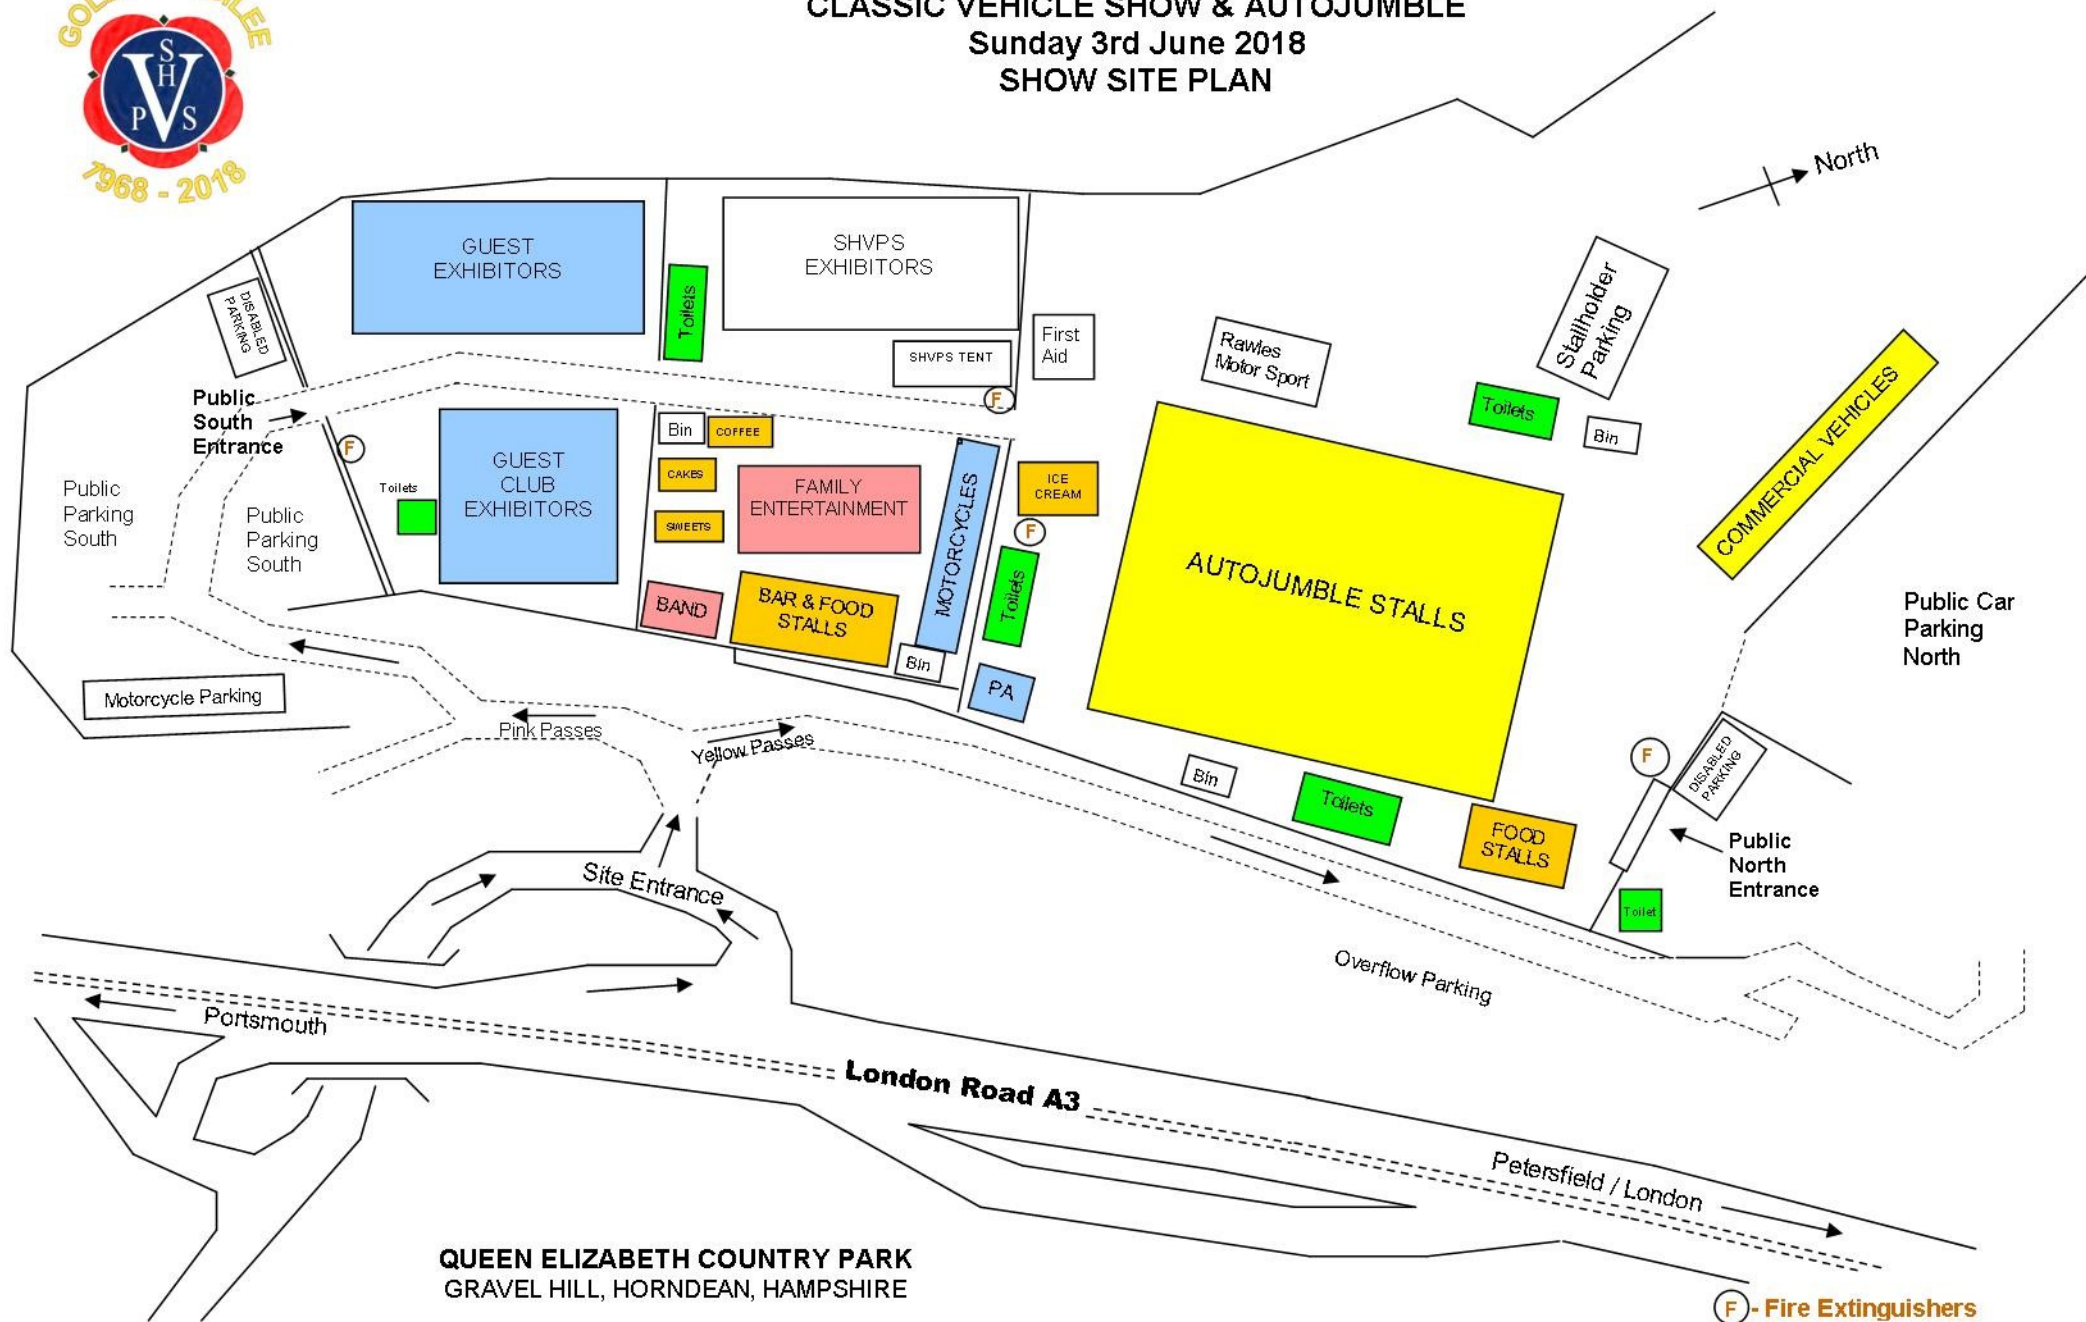 CLASSIC VEHICLE SHOW & AUTOJUMBLE
Sunday 3rd June 2018
SHOW SITE PLAN
S
H
V
P S
1968 - 2018
North
GUEST
EXHIBITORS
SHVPS
EXHIBITORS
Toilets
DISABLED
PARKING
SHVPS TENT
First
Aid
F
Rawles
Motor Sport
Stallholder
Parking
Toilets
Bin
COMMERCIAL VEHICLES
Public
South
Entrance
F
Public
Parking
South
Public
Parking
South
Toilets
GUEST
CLUB
EXHIBITORS
Bin
COFFEE
CAKES
SWEETS
FAMILY
ENTERTAINMENT
BAND
BAR & FOOD
STALLS
MOTORCYCLES
Bin
ICE
CREAM
F
Toilets
PA
AUTOJUMBLE STALLS
Public Car
Parking
North
Motorcycle Parking
Pink Passes
Yellow Passes
Bin
Toilets
FOOD
STALLS
F
DISABLED
PARKING
Public
North
Entrance
Toilet
Site Entrance
Overflow Parking
Portsmouth
London Road A3
Petersfield / London
QUEEN ELIZABETH COUNTRY PARK
GRAVEL HILL, HORNDEAN, HAMPSHIRE
F - Fire Extinguishers